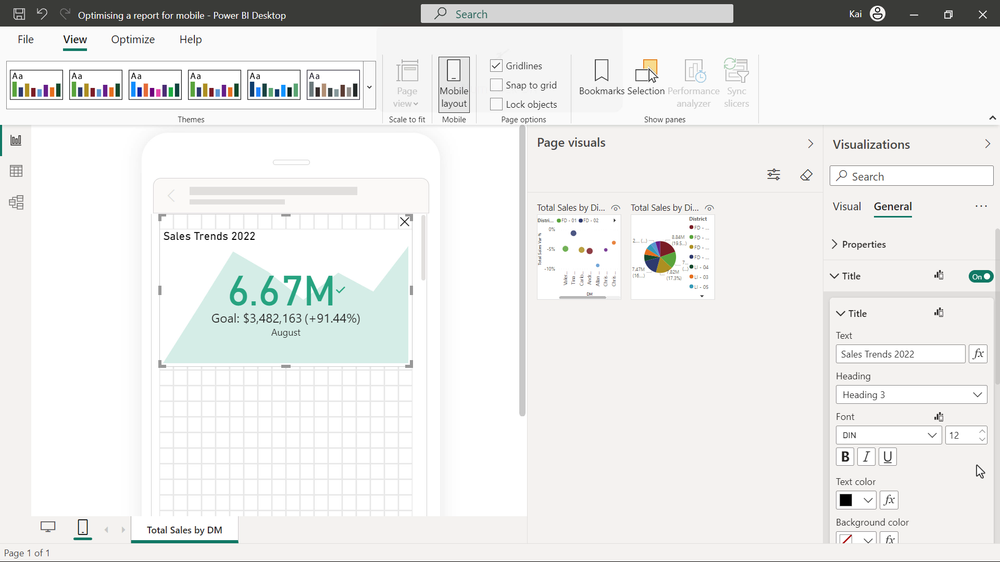 Optimising a report for mobile - Power BI Desktop
Search
Kai
File
View
Optimize
Help
Aa
Aa
Aa
Aa
Aa
Aa
Themes
Page
view
Scale to fit
Mobile
layout
Mobile
Gridlines
Snap to grid
Lock objects
Page options
Bookmarks
Selection
Performance
analyzer
Sync
slicers
Show panes
Sales Trends 2022
6.67M
Goal: $3,482,163 (+91.44%)
August
Page visuals
Total Sales by Di...
Distri... FD - 01 FD - 02
0%
-5%
-10%
Total Sales Var %
Valer...
Tina ...
Carlo...
Andr...
Allan ...
Chris...
Chris...
DM
Total Sales by Di...
District
FD - ...
FD - ...
FD - ...
FD - ...
LI - 04
LI - 03
LI - 05
2.... (...)
8.84M
(19.5...)
7...
(...)
7.82M
(17.3%)
7.47M
(16....)
Visualizations
Search
Visual
General
Properties
Title
On
Title
Text
Sales Trends 2022
fx
Heading
Heading 3
Font
DIN
12
B
I
U
Text color
fx
Background color
fx
Total Sales by DM
Page 1 of 1